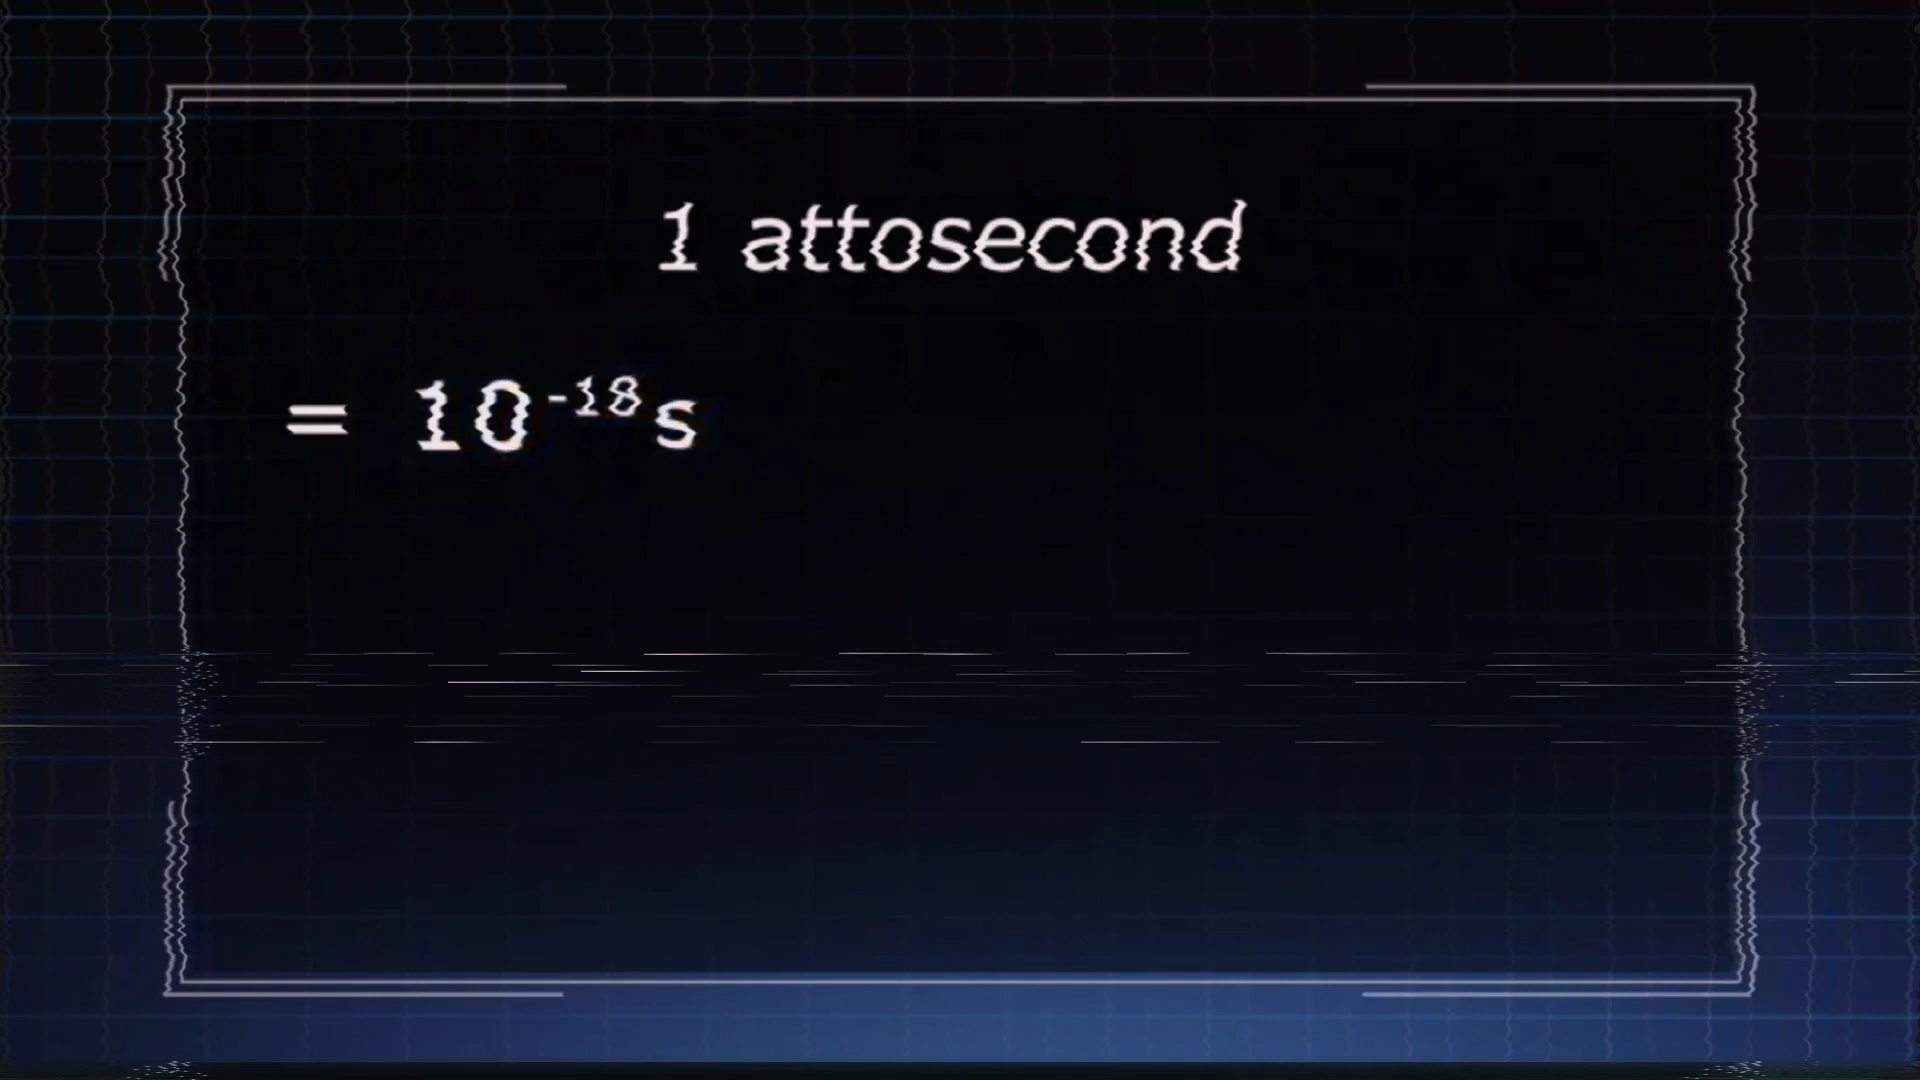 1 attosecond
= 10⁻¹⁸s